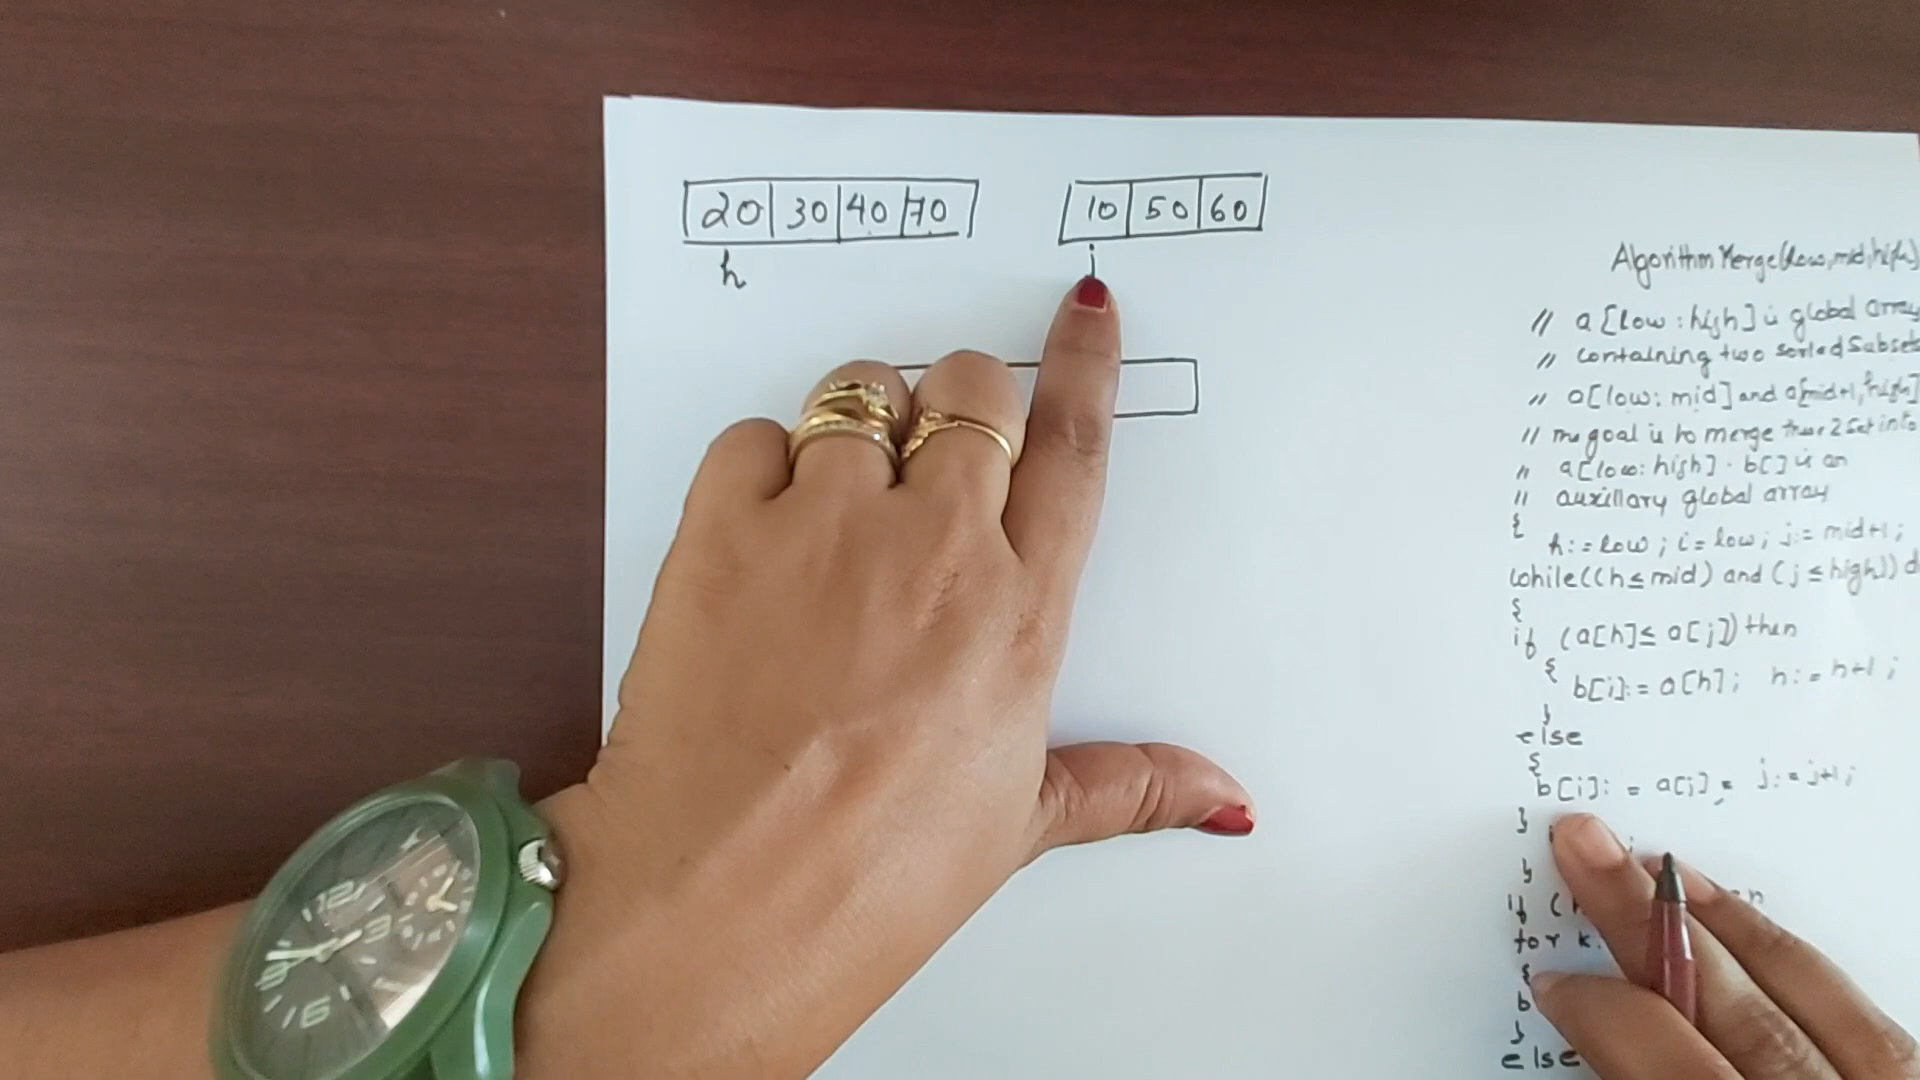 20 30 40 70
10 50 60
h
j
Algorithm Merge(low, mid, high)
// a[low : high] is global array
// containing two sorted subsets
// a[low : mid] and a[mid+1, high]
// the goal is to merge these 2 set into
// a[low : high] . b[] is an
// auxillary global array
{
h := low ; i = low ; j := mid+1 ;
while((h ≤ mid) and (j ≤ high)) d
{
if (a[h] ≤ a[j]) then
{
b[i] := a[h] ; h := h+1 ;
}
else
{
b[i] := a[j] ; j := j+1 ;
}
}
if (
for k
{
b
}
else